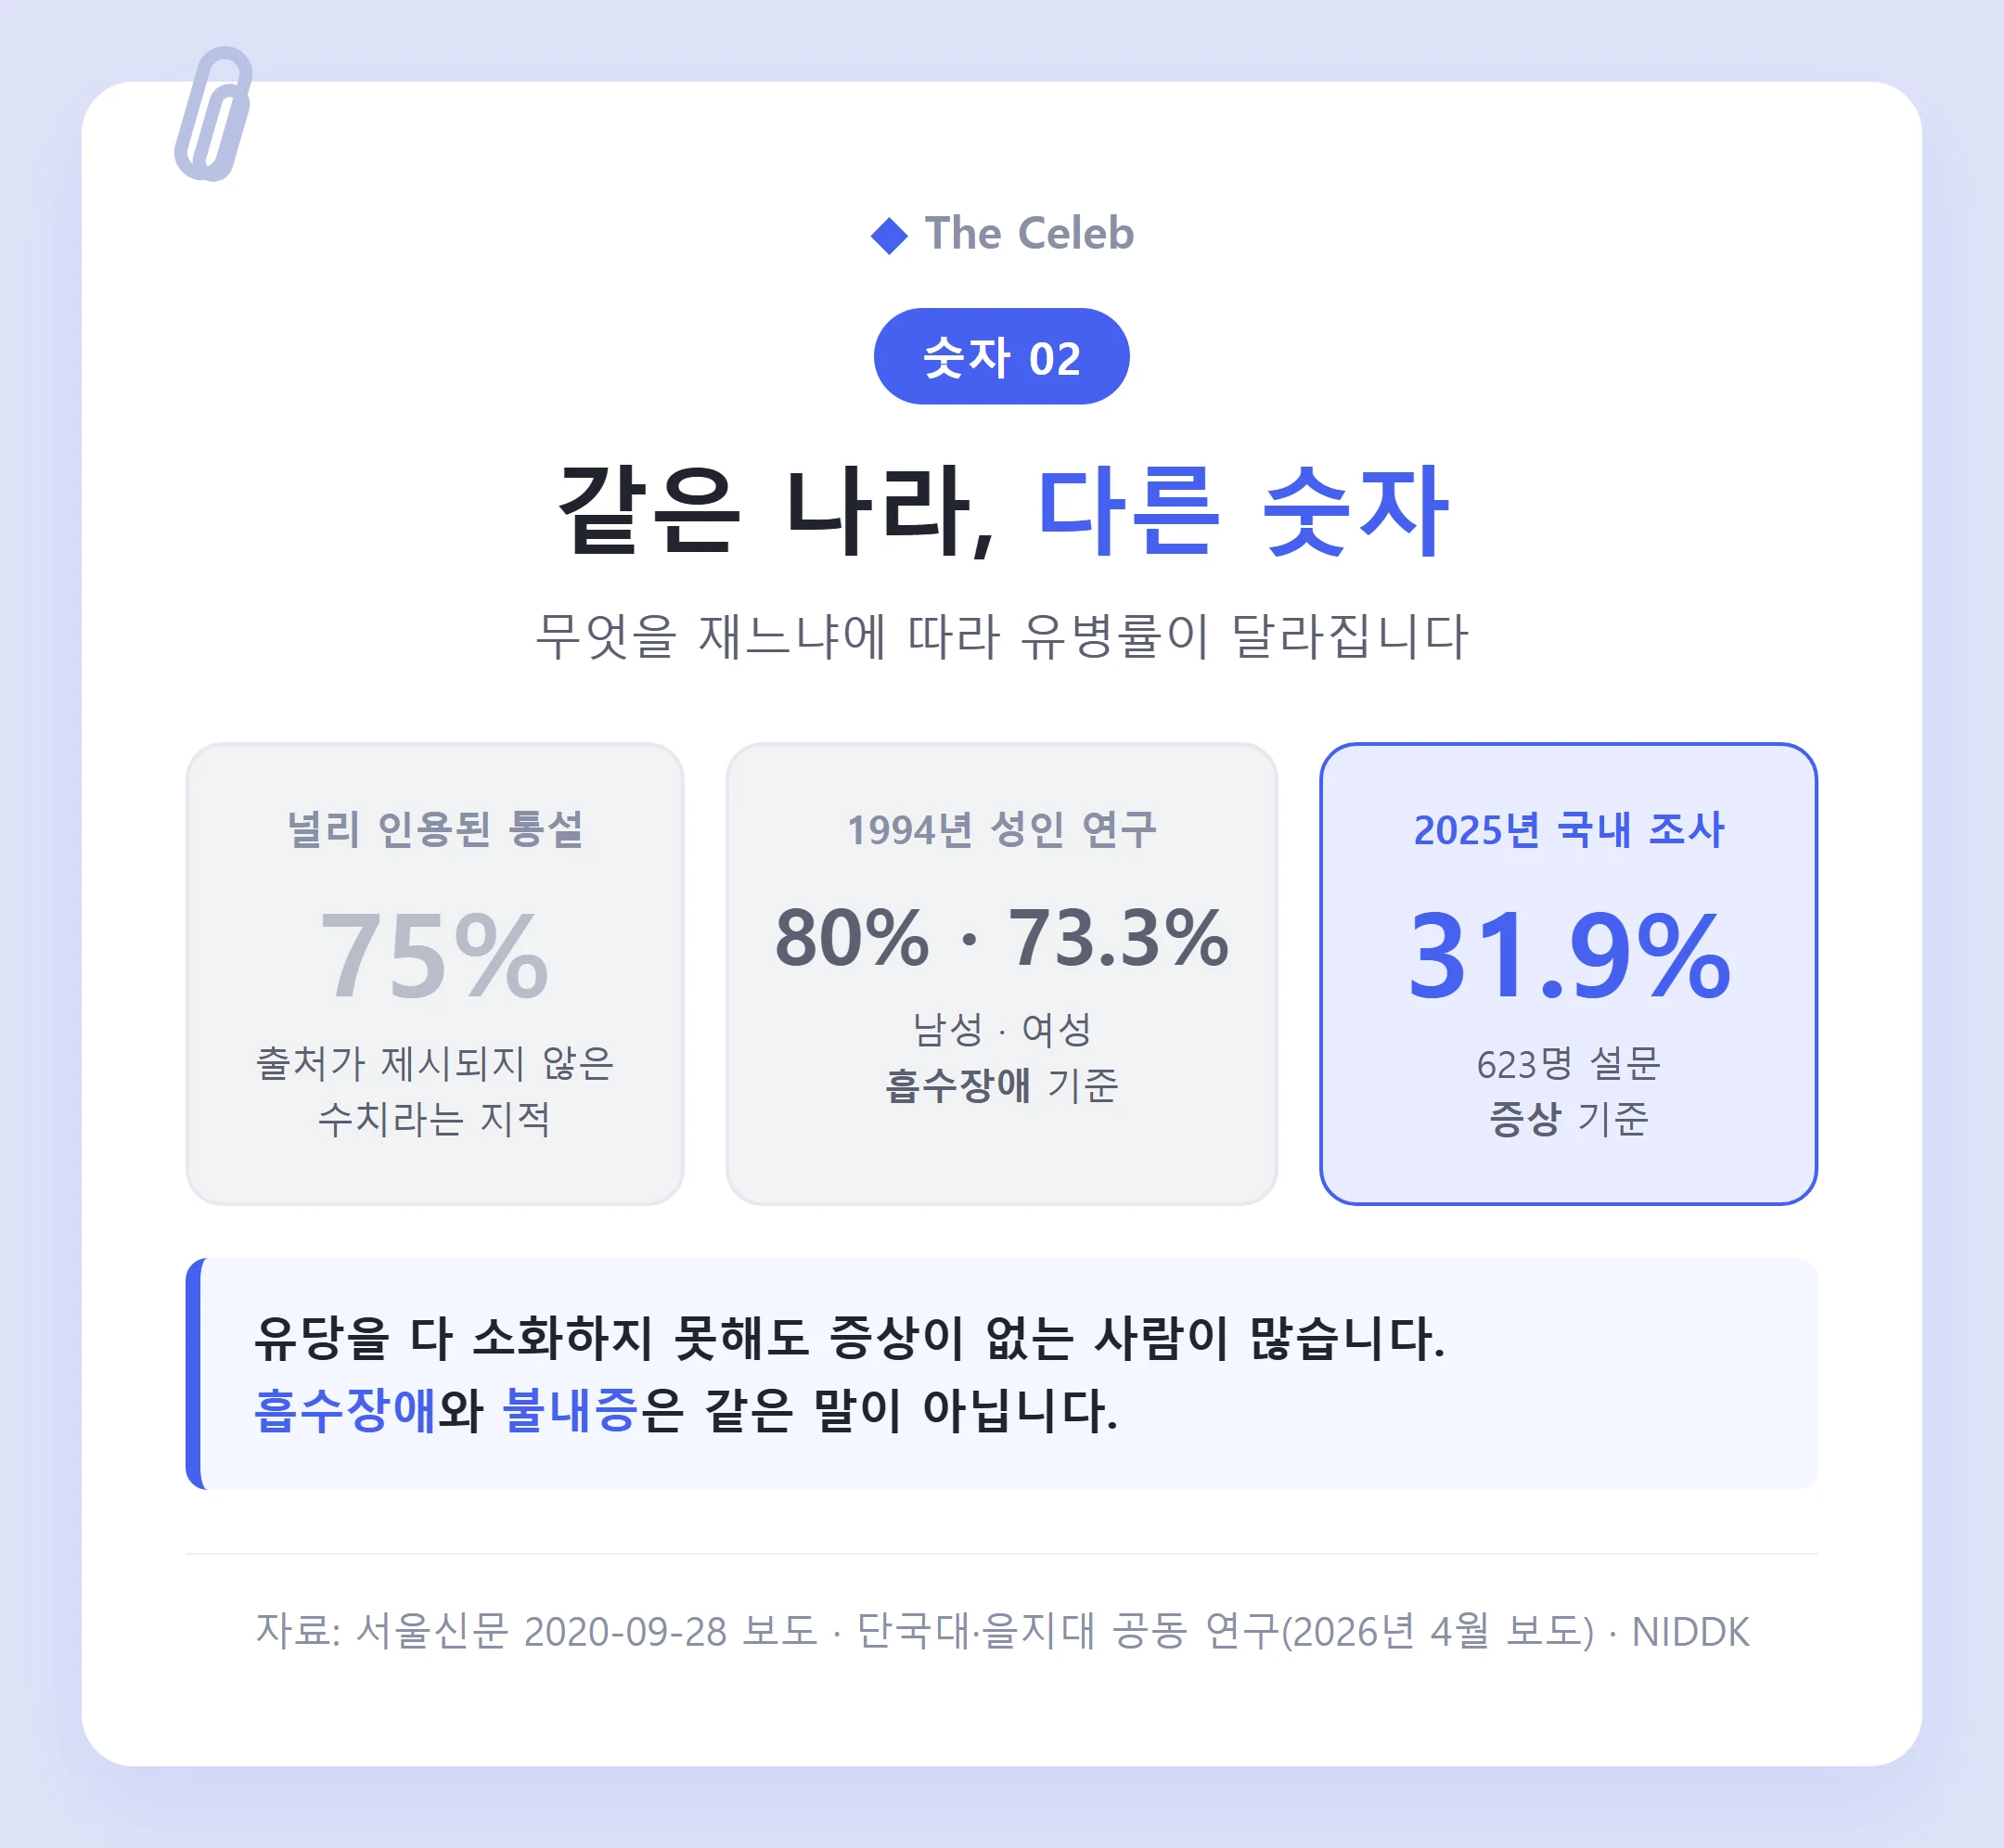 The Celeb
숫자 02
같은 나라, 다른 숫자
무엇을 재느냐에 따라 유병률이 달라집니다
널리 인용된 통설
75%
출처가 제시되지 않은
수치라는 지적
1994년 성인 연구
80% · 73.3%
남성 · 여성
흡수장애 기준
2025년 국내 조사
31.9%
623명 설문
증상 기준
유당을 다 소화하지 못해도 증상이 없는 사람이 많습니다.
흡수장애와 불내증은 같은 말이 아닙니다.
자료: 서울신문 2020-09-28 보도 · 단국대·을지대 공동 연구(2026년 4월 보도) · NIDDK